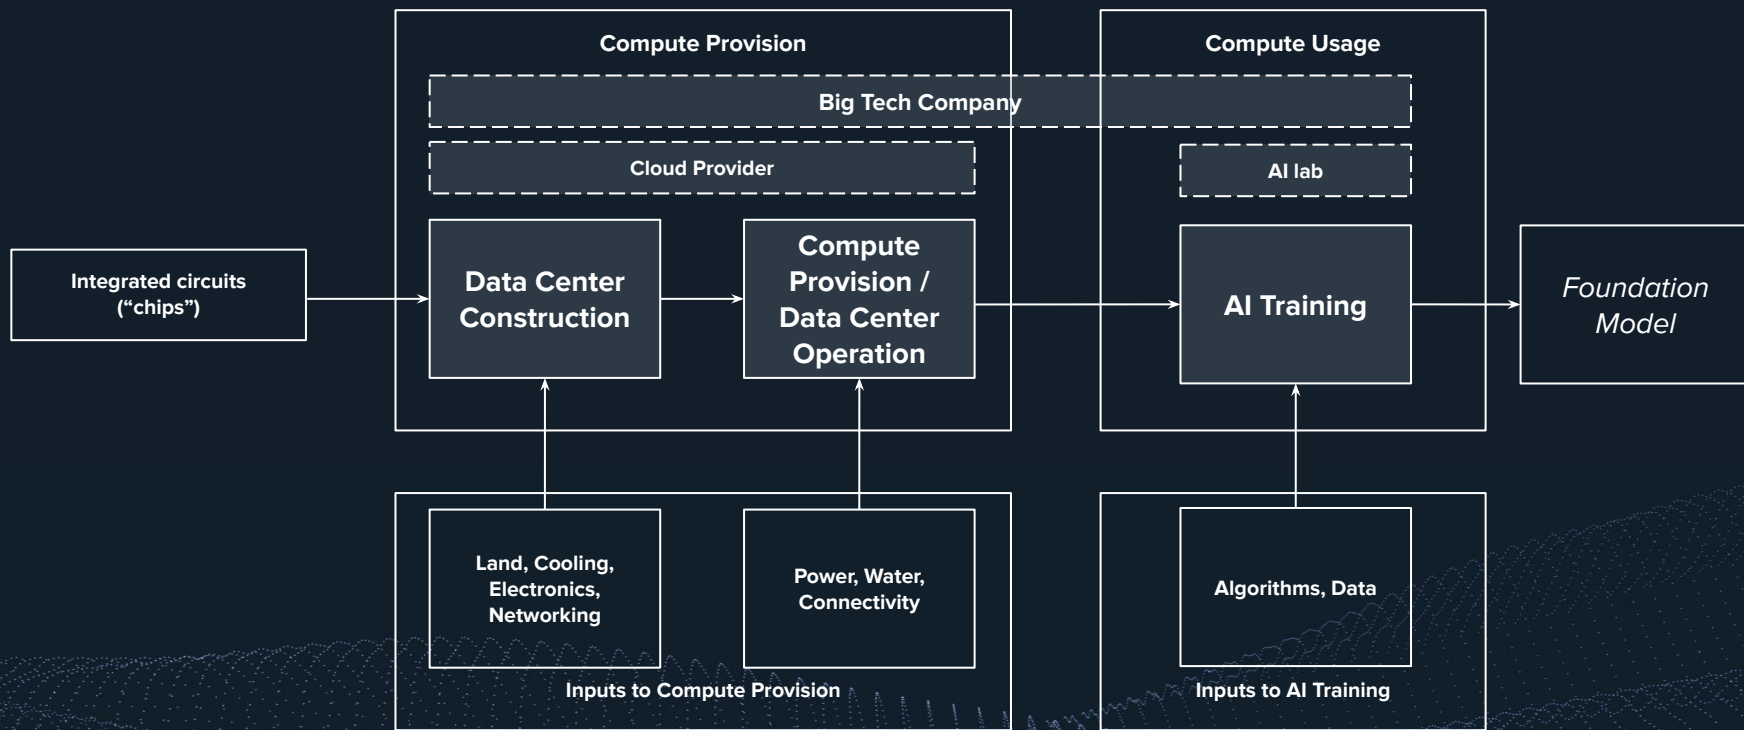 Compute Provision
Compute Usage
Big Tech Company
Cloud Provider
AI lab
Integrated circuits
(“chips”)
Data Center
Construction
Compute
Provision /
Data Center
Operation
AI Training
Foundation
Model
Land, Cooling,
Electronics,
Networking
Power, Water,
Connectivity
Algorithms, Data
Inputs to Compute Provision
Inputs to AI Training